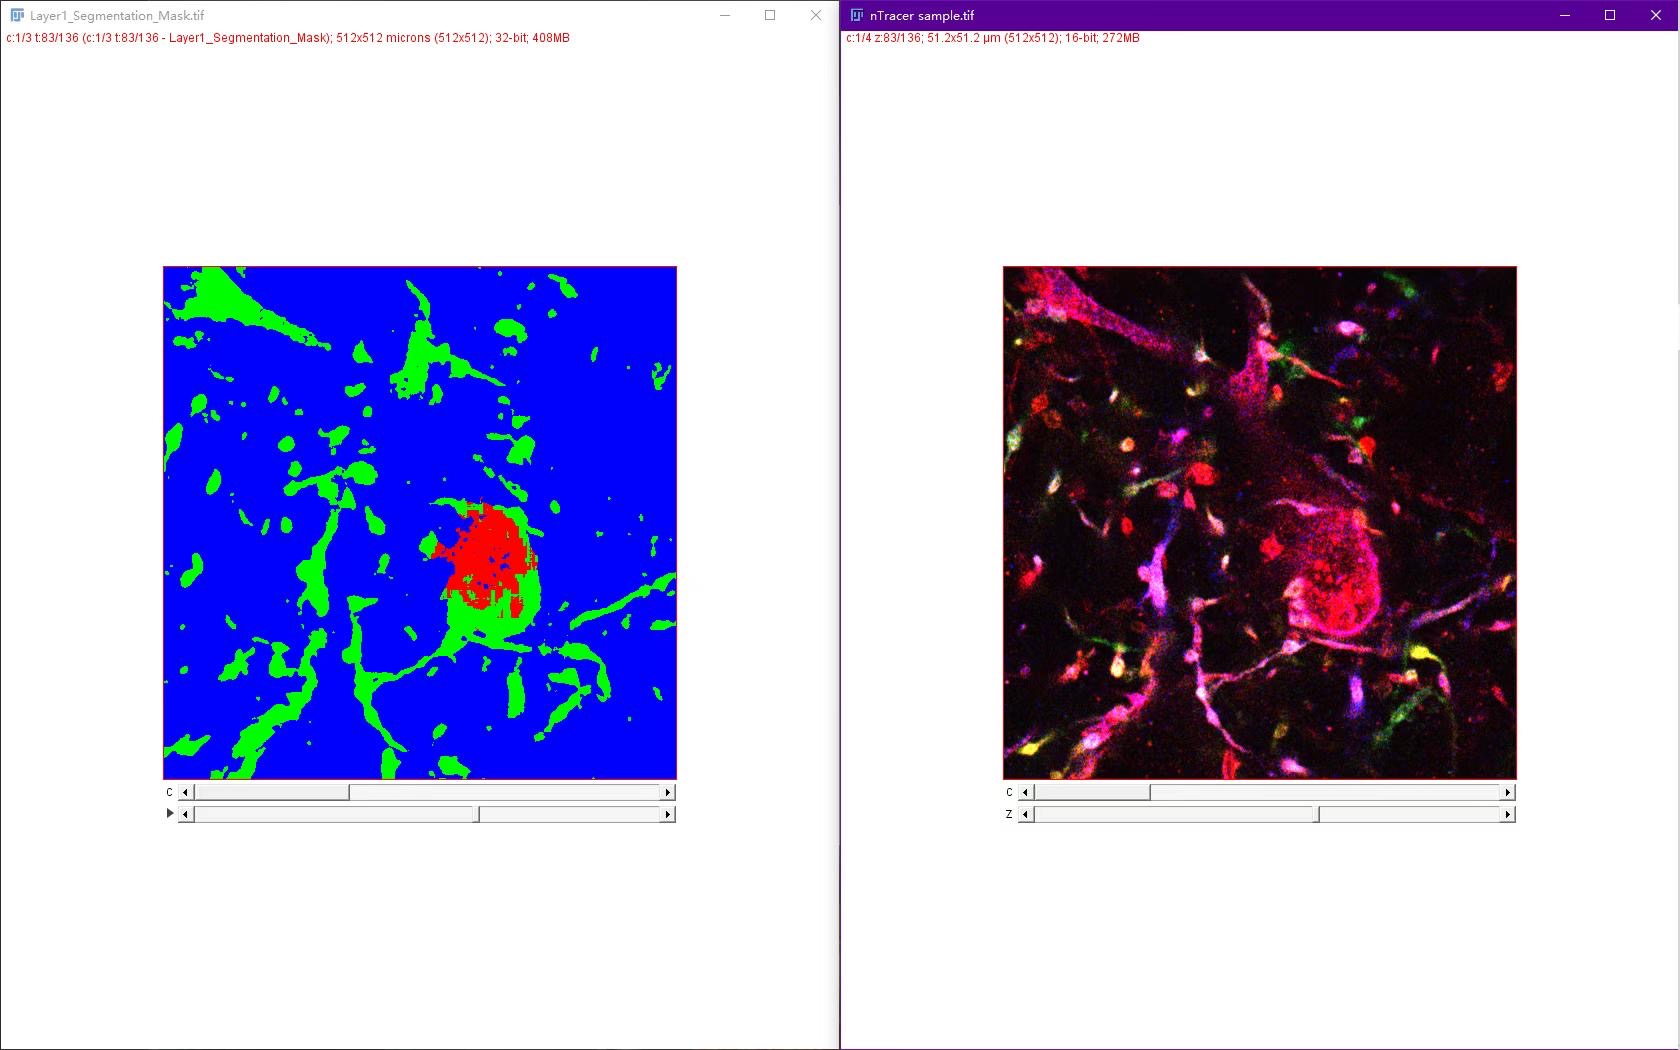 Layer1_Segmentation_Mask.tif
c:1/3 t:83/136 (c:1/3 t:83/136 - Layer1_Segmentation_Mask); 512x512 microns (512x512); 32-bit; 408MB
C
nTracer sample.tif
c:1/4 z:83/136; 51.2x51.2 µm (512x512); 16-bit; 272MB
C
Z